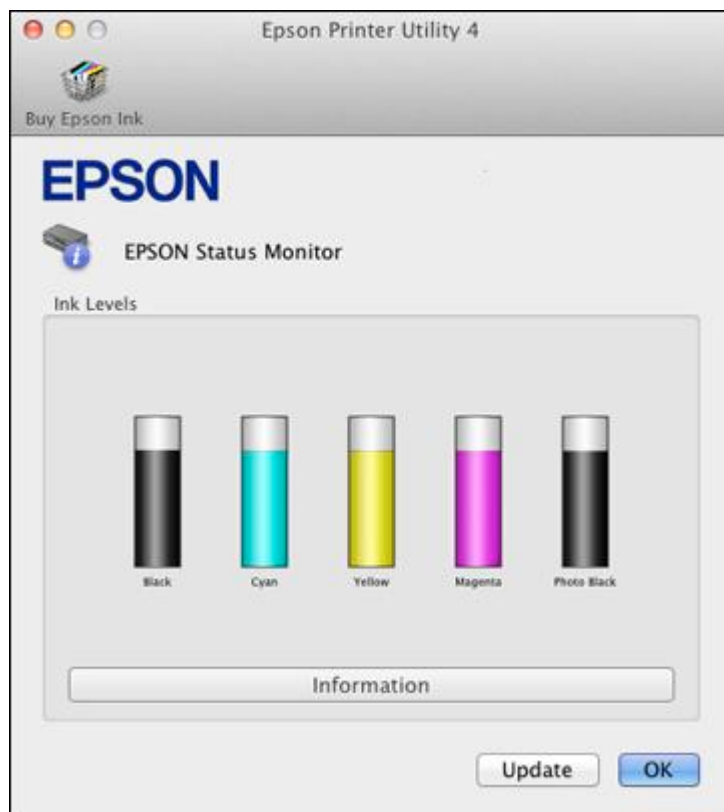 Epson Printer Utility 4
Buy Epson Ink
EPSON
EPSON Status Monitor
Ink Levels
Black Cyan Yellow Magenta Photo Black
Information
Update OK